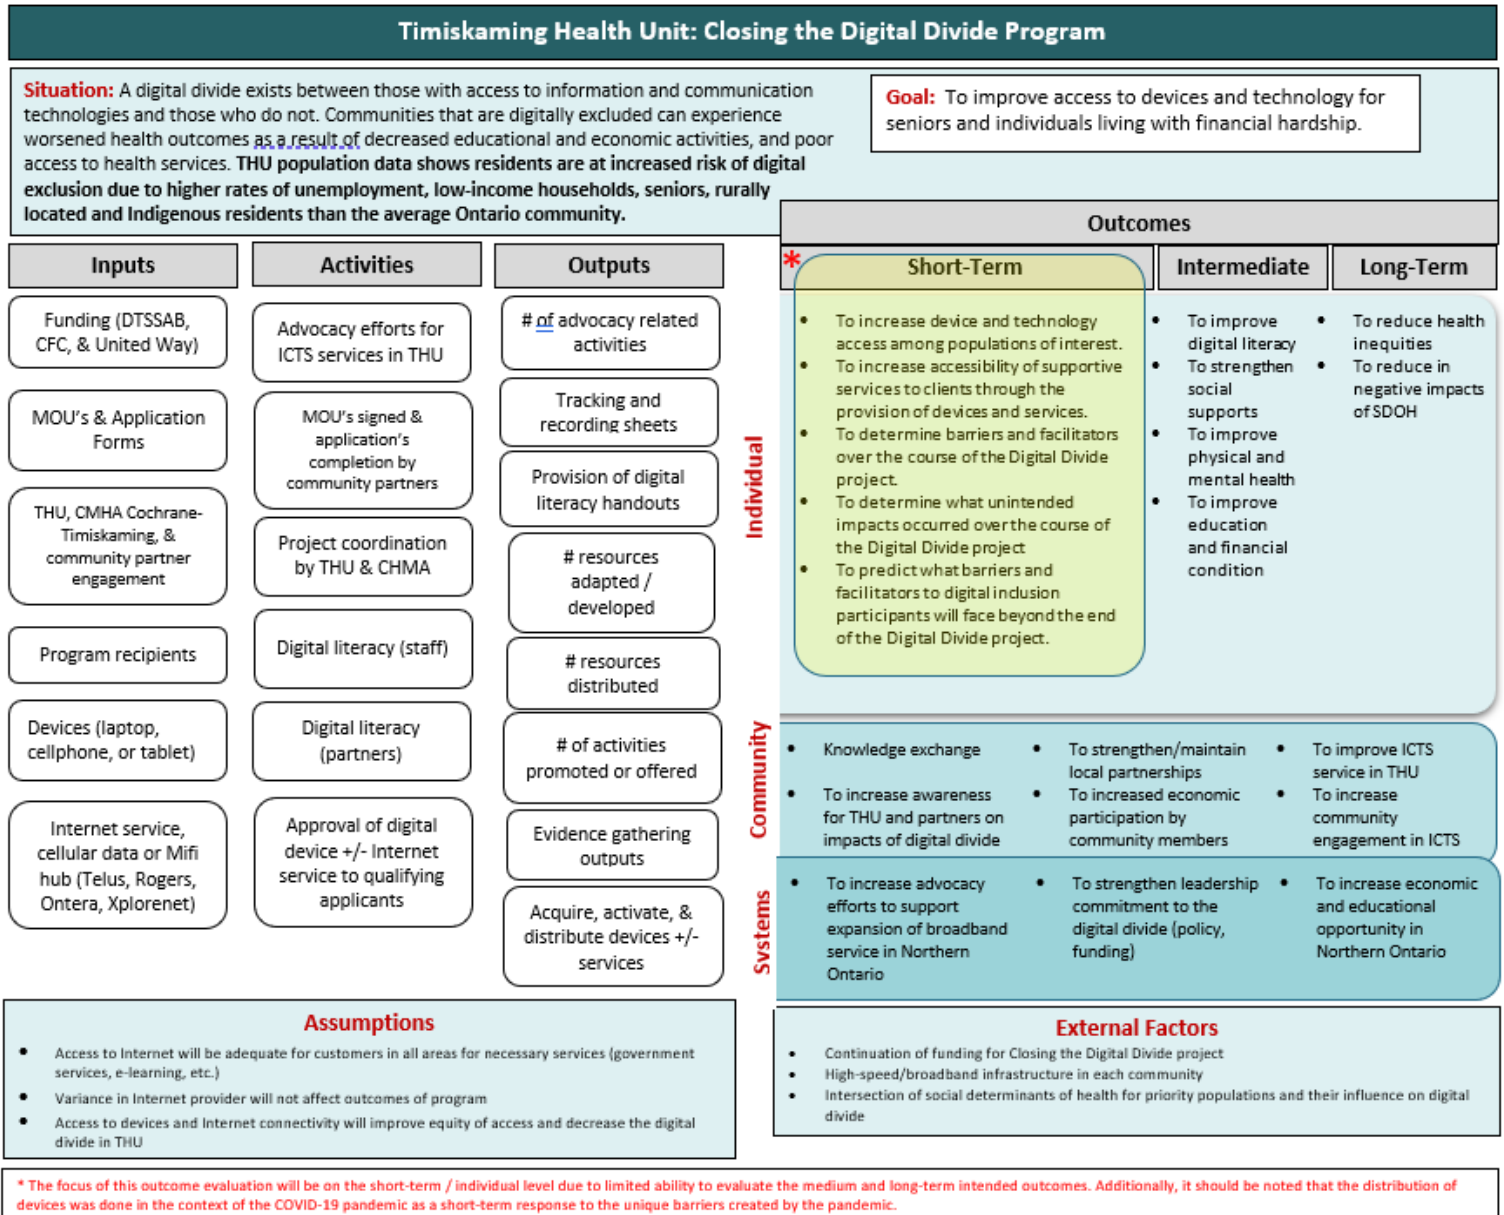 Timiskaming Health Unit: Closing the Digital Divide Program
Situation: A digital divide exists between those with access to information and communication
technologies and those who do not. Communities that are digitally excluded can experience
worsened health outcomes as a result of decreased educational and economic activities, and poor
access to health services. THU population data shows residents are at increased risk of digital
exclusion due to higher rates of unemployment, low-income households, seniors, rurally
located and Indigenous residents than the average Ontario community.
Goal: To improve access to devices and technology for
seniors and individuals living with financial hardship.
Inputs
Funding (DTSSAB,
CFC, & United Way)
MOU's & Application
Forms
THU, CMHA Cochrane-
Timiskaming, &
community partner
engagement
Program recipients
Devices (laptop,
cellphone, or tablet)
Internet service,
cellular data or Mifi
hub (Telus, Rogers,
Ontera, Xplorenet)
Activities
Advocacy efforts for
ICTS services in THU
MOU's signed &
application's
completion by
community partners
Project coordination
by THU & CHMA
Digital literacy (staff)
Digital literacy
(partners)
Approval of digital
device +/- Internet
service to qualifying
applicants
Outputs
# of advocacy related
activities
Tracking and
recording sheets
Provision of digital
literacy handouts
# resources
adapted /
developed
# resources
distributed
# of activities
promoted or offered
Evidence gathering
outputs
Acquire, activate, &
distribute devices +/-
services
Outcomes
* Short-Term
Intermediate
Long-Term
Individual
• To increase device and technology
access among populations of interest.
• To increase accessibility of supportive
services to clients through the
provision of devices and services.
• To determine barriers and facilitators
over the course of the Digital Divide
project.
• To determine what unintended
impacts occurred over the course of
the Digital Divide project
• To predict what barriers and
facilitators to digital inclusion
participants will face beyond the end
of the Digital Divide project.
• To improve
digital literacy
• To strengthen
social
supports
• To improve
physical and
mental health
• To improve
education
and financial
condition
• To reduce health
inequities
• To reduce in
negative impacts
of SDOH
Community
• Knowledge exchange
• To increase awareness
for THU and partners on
impacts of digital divide
• To strengthen/maintain
local partnerships
• To increased economic
participation by
community members
• To improve ICTS
service in THU
• To increase
community
engagement in ICTS
Systems
• To increase advocacy
efforts to support
expansion of broadband
service in Northern
Ontario
• To strengthen leadership
commitment to the
digital divide (policy,
funding)
• To increase economic
and educational
opportunity in
Northern Ontario
Assumptions
• Access to Internet will be adequate for customers in all areas for necessary services (government
services, e-learning, etc.)
• Variance in Internet provider will not affect outcomes of program
• Access to devices and Internet connectivity will improve equity of access and decrease the digital
divide in THU
External Factors
• Continuation of funding for Closing the Digital Divide project
• High-speed/broadband infrastructure in each community
• Intersection of social determinants of health for priority populations and their influence on digital
divide
* The focus of this outcome evaluation will be on the short-term / individual level due to limited ability to evaluate the medium and long-term intended outcomes. Additionally, it should be noted that the distribution of
devices was done in the context of the COVID-19 pandemic as a short-term response to the unique barriers created by the pandemic.